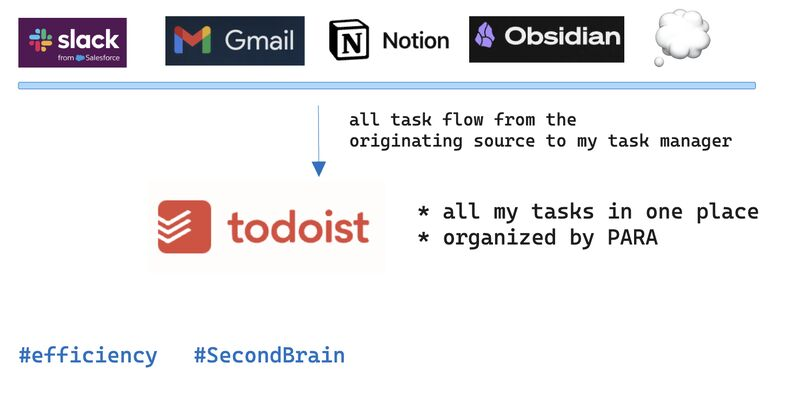 slack
from Salesforce
Gmail
Notion
Obsidian
all task flow from the
originating source to my task manager
todoist
* all my tasks in one place
* organized by PARA
#efficiency #SecondBrain